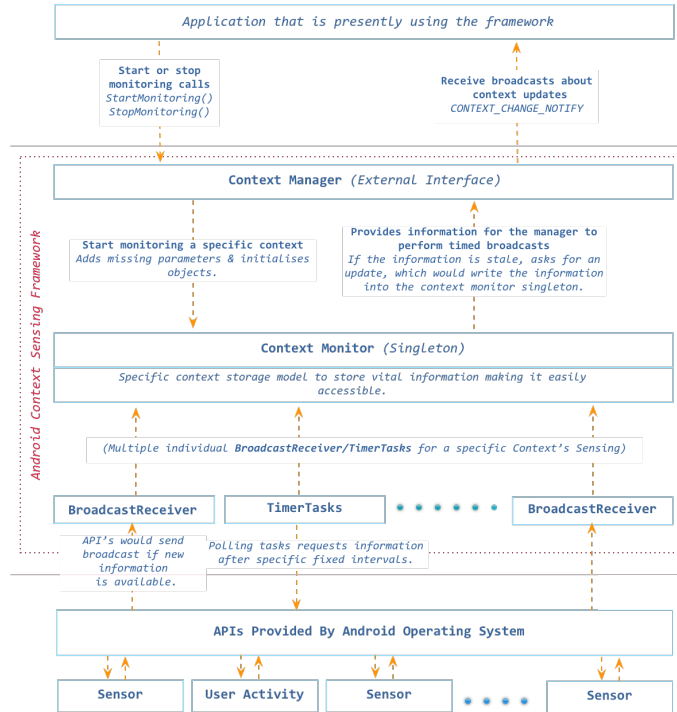 Application that is presently using the framework
Start or stop
monitoring calls
StartMonitoring()
StopMonitoring()
Receive broadcasts about
context updates
CONTEXT_CHANGE_NOTIFY
Android Context Sensing Framework
Context Manager (External Interface)
Start monitoring a specific context
Adds missing parameters & initialises
objects.
Provides information for the manager to
perform timed broadcasts
If the information is stale, asks for an
update, which would write the information
into the context monitor singleton.
Context Monitor (Singleton)
Specific context storage model to store vital information making it easily
accessible.
(Multiple individual BroadcastReceiver/TimerTasks for a specific Context's Sensing)
BroadcastReceiver
TimerTasks
BroadcastReceiver
API's would send
broadcast if new
information
is available.
Polling tasks requests information
after specific fixed intervals.
APIs Provided By Android Operating System
Sensor
User Activity
Sensor
Sensor